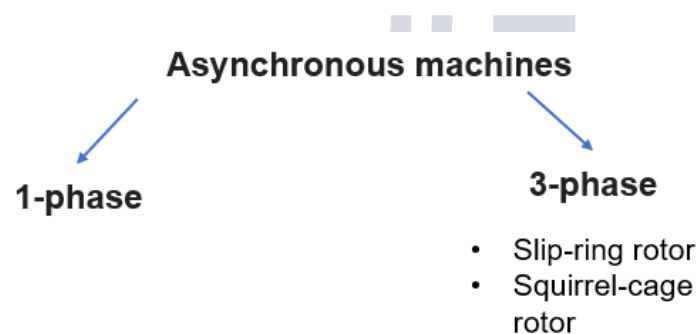 Asynchronous machines
1-phase
3-phase
• Slip-ring rotor
• Squirrel-cage
rotor